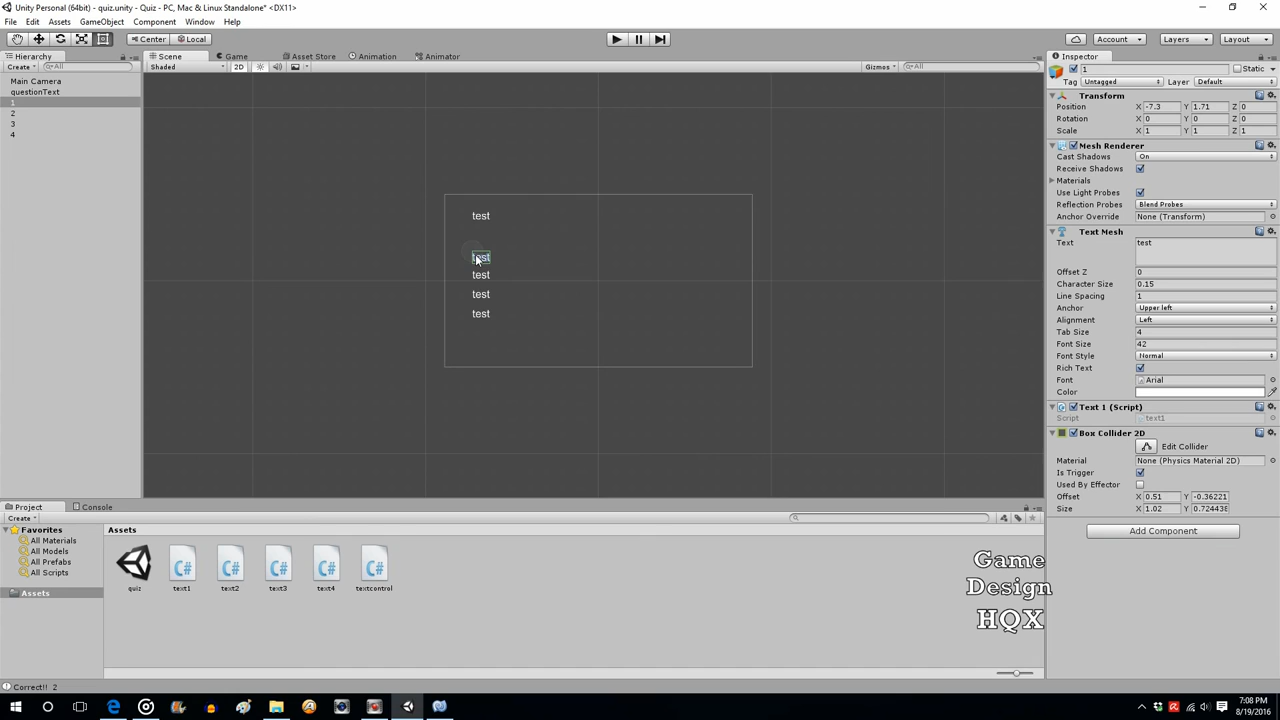 Unity Personal (64bit) - quiz.unity - Quiz - PC, Mac & Linux Standalone* <DX11>
File Edit Assets GameObject Component Window Help
Center Local Account Layers Layout
Hierarchy Scene Game Asset Store Animation Animator Inspector
Create All Shaded 2D Gizmos All 1 Static
Tag Untagged Layer Default
Main Camera
questionText
1
2
3
4
test
test
test
test
test
Transform
Position X -7.3 Y 1.71 Z 0
Rotation X 0 Y 0 Z 0
Scale X 1 Y 1 Z 1
Mesh Renderer
Cast Shadows On
Receive Shadows
Materials
Use Light Probes
Reflection Probes Blend Probes
Anchor Override None (Transform)
Text Mesh
Text test
Offset Z 0
Character Size 0.15
Line Spacing 1
Anchor Upper left
Alignment Left
Tab Size 4
Font Size 42
Font Style Normal
Rich Text
Font Arial
Color
Text 1 (Script)
Script text1
Box Collider 2D
Edit Collider
Material None (Physics Material 2D)
Is Trigger
Used By Effector
Offset X 0.51 Y -0.36221
Size X 1.02 Y 0.724438
Add Component
Project Console
Create
Favorites
All Materials
All Models
All Prefabs
All Scripts
Assets
Assets
quiz text1 text2 text3 text4 textcontrol
Game
Design
HQX
Correct!! 2
7:08 PM
8/19/2016